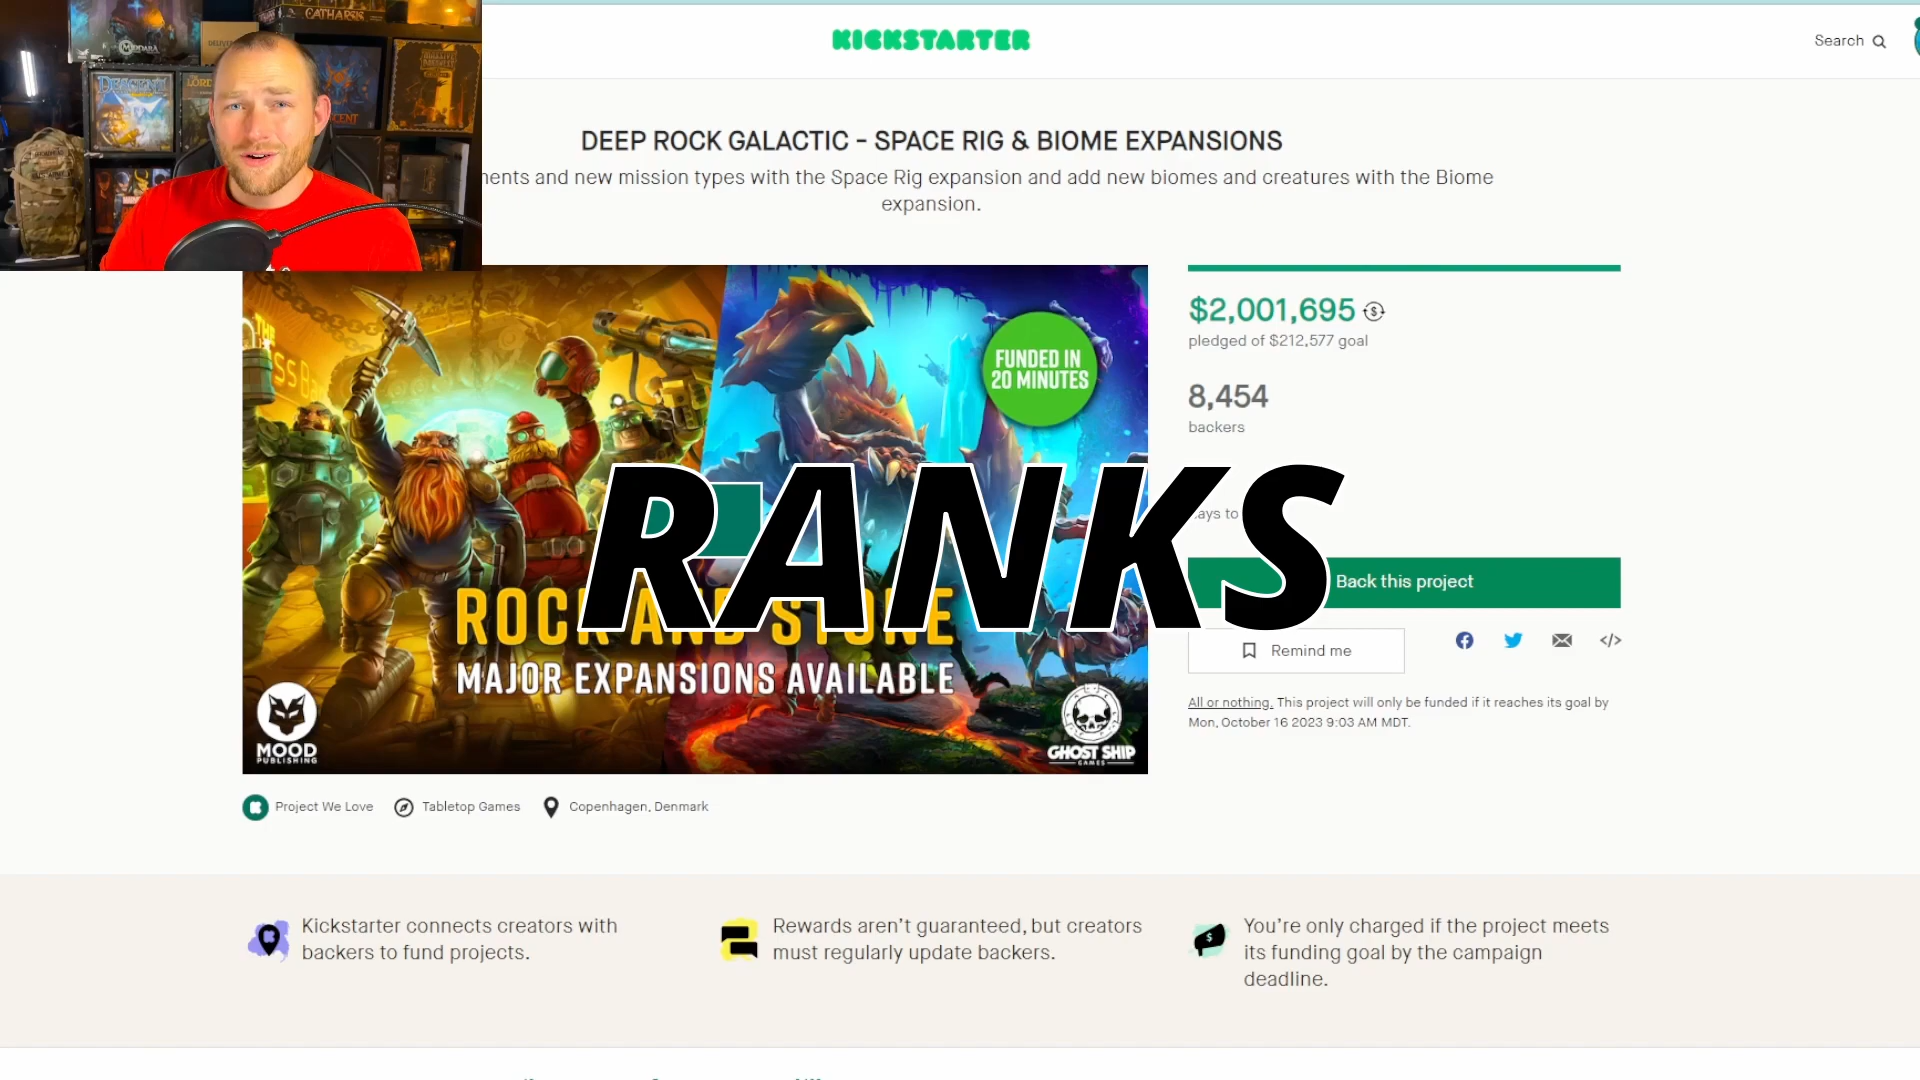 CATHARSIS
DESCENT
KICKSTARTER
Search
DEEP ROCK GALACTIC - SPACE RIG & BIOME EXPANSIONS
and new mission types with the Space Rig expansion and add new biomes and creatures with the Biome
expansion.
FUNDED IN
20 MINUTES
$2,001,695
pledged of $212,577 goal
8,454
backers
to
RANKS
Back this project
ROCK AND STONE
MAJOR EXPANSIONS AVAILABLE
MOOD
PUBLISHING
GHOST SHIP
GAMES
Remind me
All or nothing. This project will only be funded if it reaches its goal by
Mon, October 16 2023 9:03 AM MDT.
Project We Love
Tabletop Games
Copenhagen, Denmark
Kickstarter connects creators with
backers to fund projects.
Rewards aren't guaranteed, but creators
must regularly update backers.
You're only charged if the project meets
its funding goal by the campaign
deadline.